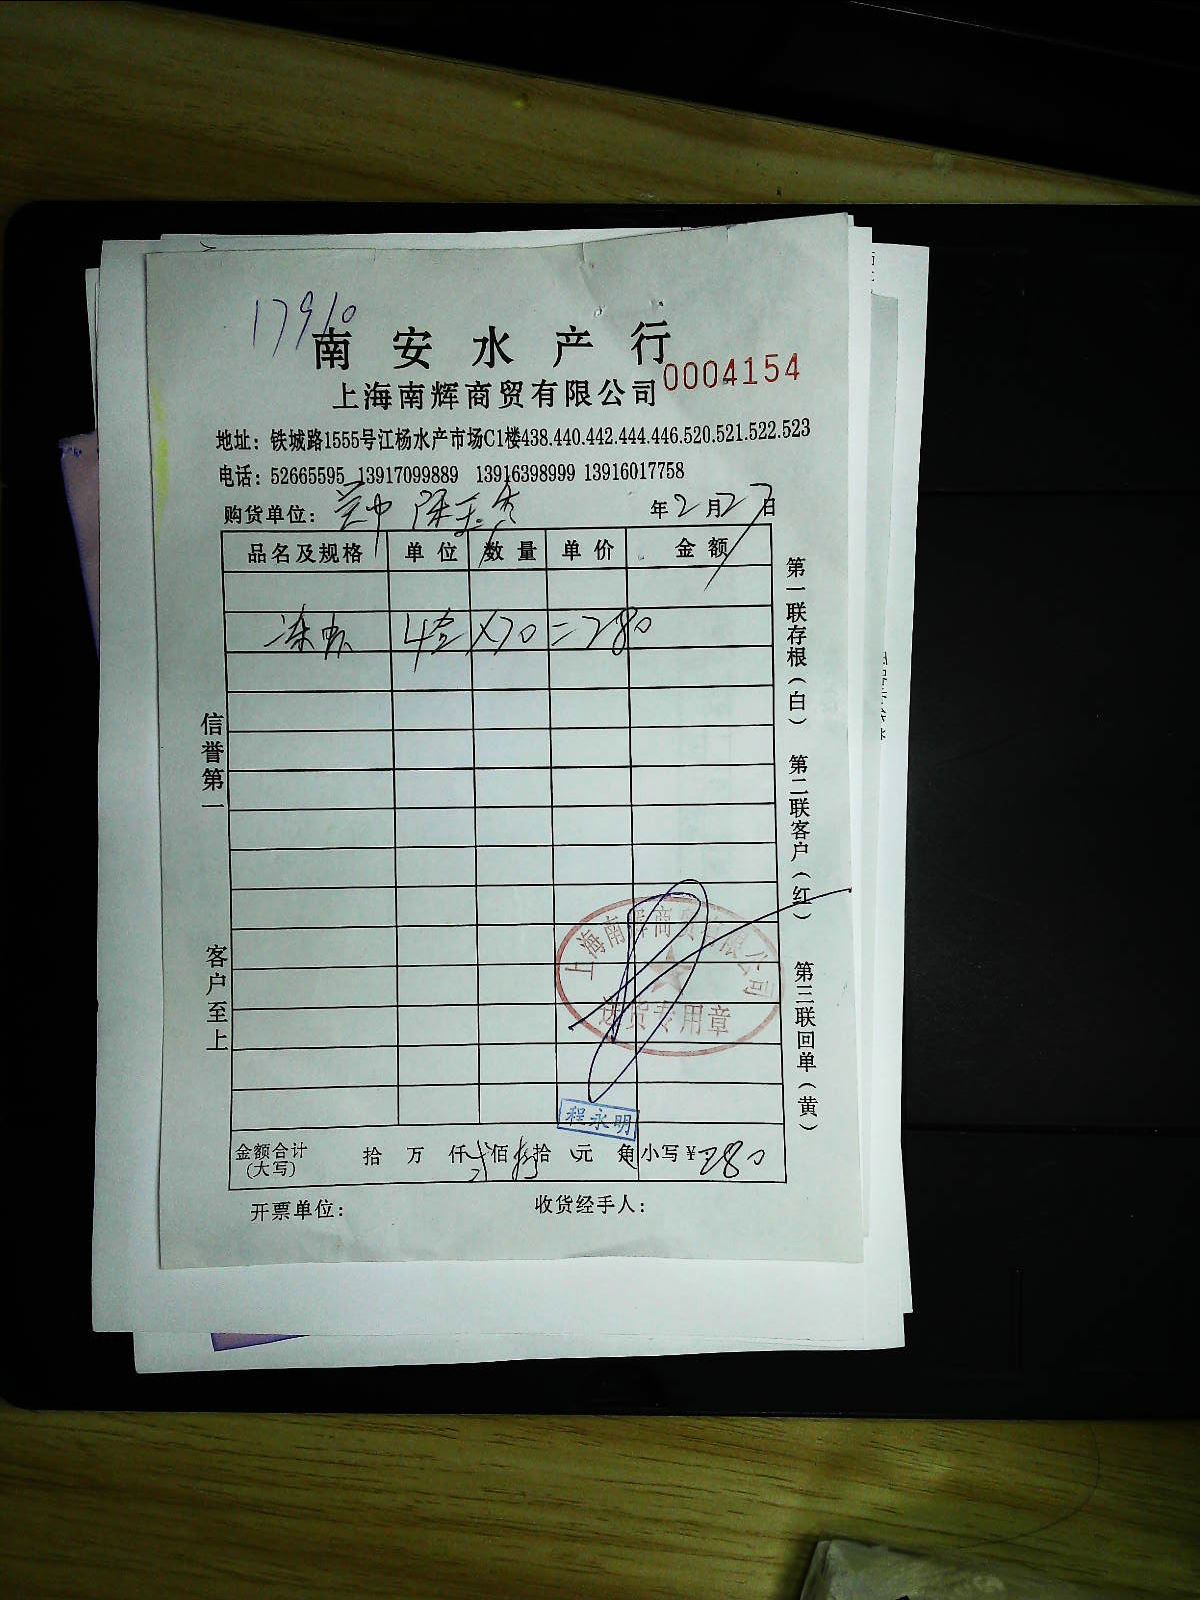 17910
南安水产行
上海南辉商贸有限公司 0004154
地址：铁城路1555号江杨水产市场C1楼438.440.442.444.446.520.521.522.523
电话：52665595 13917099889 13916398999 13916017758
购货单位： 年2月27日
品名及规格 单位 数量 单价 金额
4 ×70 =280
信誉第一
客户至上
第一联存根（白）
第二联客户（红）
第三联回单（黄）
上海南辉商贸有限公司
送货专用章
程永明
金额合计 拾 万 仟 贰佰 捌拾 元 角 小写￥280
(大写)
开票单位： 收货经手人：